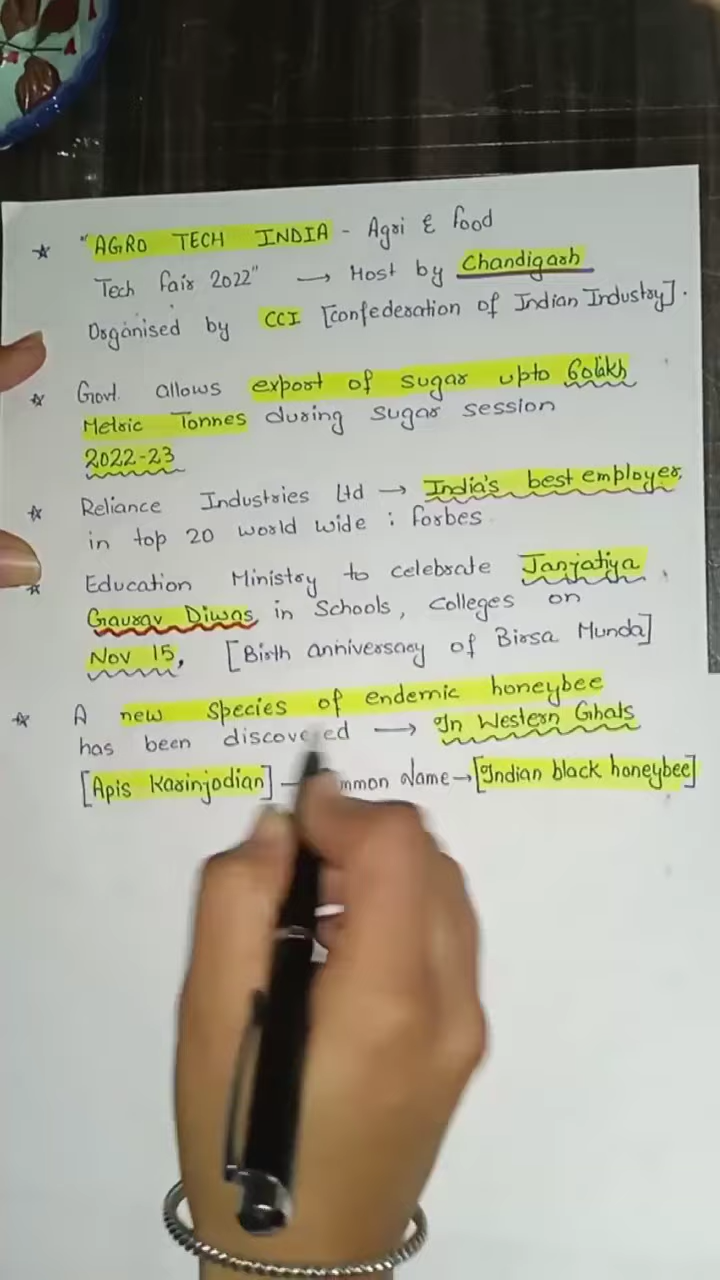 "AGRO TECH INDIA - Agri & Food
Tech Fair 2022" → Host by Chandigarh
Organised by CCI [Confederation of Indian Industry].
Govt. allows export of sugar upto 60lakh
Metric Tonnes during sugar session
2022-23
Reliance Industries Ltd → India's best employer,
in top 20 world wide : Forbes
Education Ministry to celebrate Janjatiya
Gaurav Diwas in Schools, Colleges on
Nov 15, [Birth anniversary of Birsa Munda]
A new species of endemic honeybee
has been discovered → In Western Ghats
[Apis Karinjodian] - mmon Name → [Indian black honeybee]